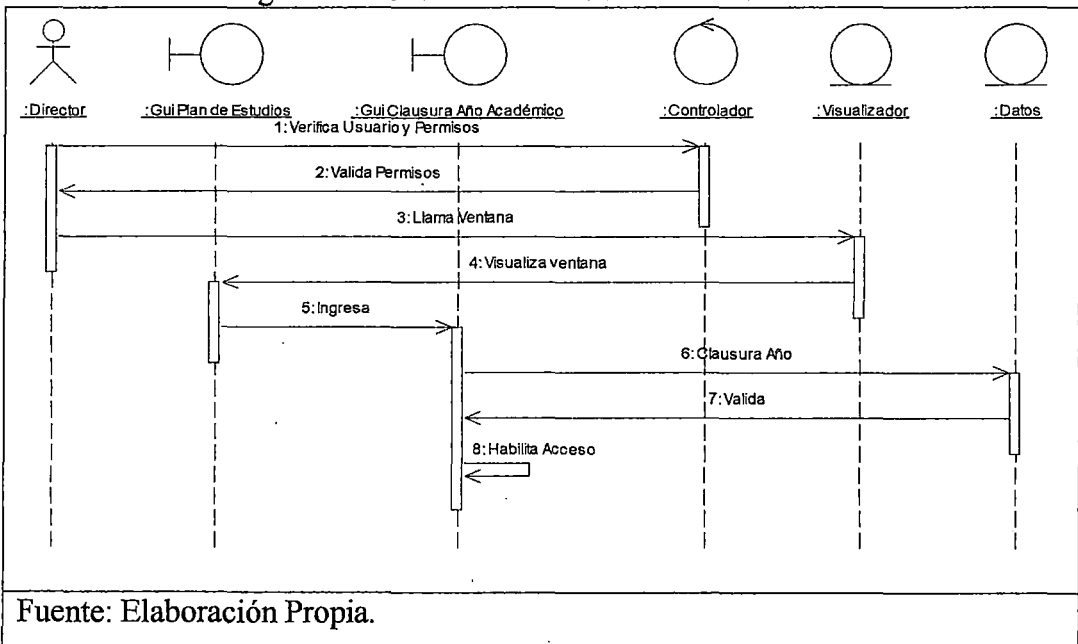 :Director
:Gui Plan de Estudios
:Gui Clausura Año Académico
:Controlador
:Visualizador
:Datos
1:Verifica Usuario y Permisos
2:Valida Permisos
3:Llama Ventana
4:Visualiza ventana
5:Ingresa
6:Clausura Año
7:Valida
8:Habilita Acceso
Fuente: Elaboración Propia.